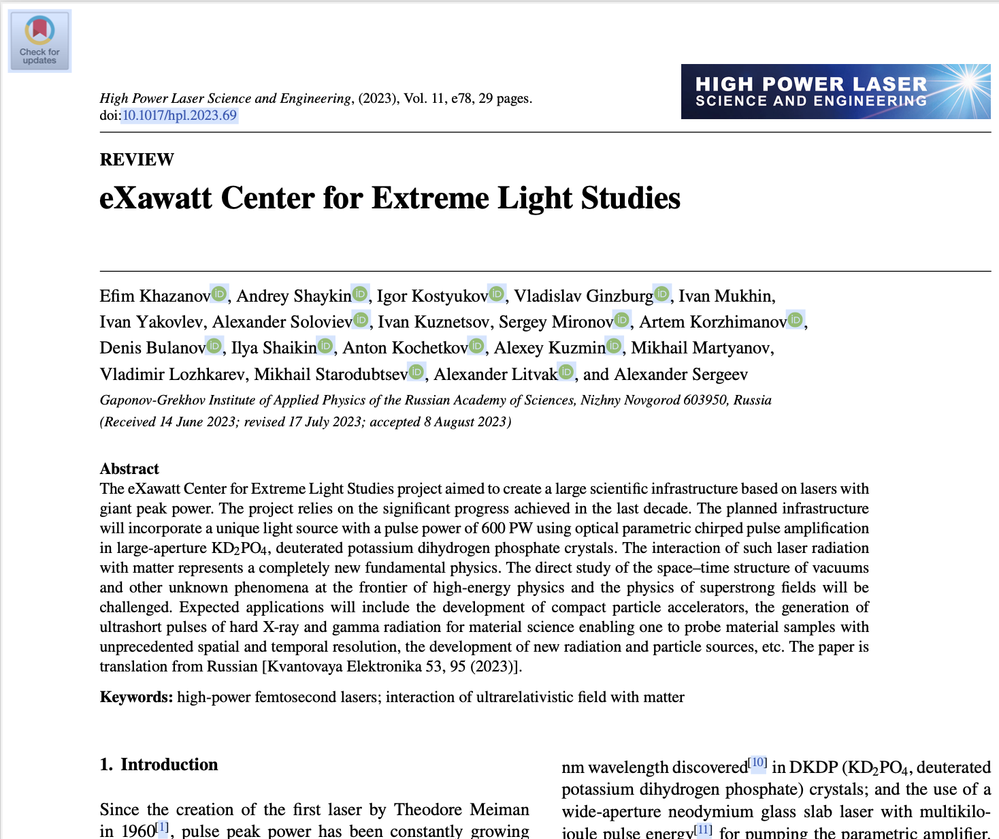 Check for
updates
High Power Laser Science and Engineering, (2023), Vol. 11, e78, 29 pages.
doi:10.1017/hpl.2023.69
HIGH POWER LASER
SCIENCE AND ENGINEERING
REVIEW
eXawatt Center for Extreme Light Studies
Efim Khazanov iD, Andrey Shaykin iD, Igor Kostyukov iD, Vladislav Ginzburg iD, Ivan Mukhin,
Ivan Yakovlev, Alexander Soloviev iD, Ivan Kuznetsov, Sergey Mironov iD, Artem Korzhimanov iD,
Denis Bulanov iD, Ilya Shaikin iD, Anton Kochetkov iD, Alexey Kuzmin iD, Mikhail Martyanov,
Vladimir Lozhkarev, Mikhail Starodubtsev iD, Alexander Litvak iD, and Alexander Sergeev
Gaponov-Grekhov Institute of Applied Physics of the Russian Academy of Sciences, Nizhny Novgorod 603950, Russia
(Received 14 June 2023; revised 17 July 2023; accepted 8 August 2023)
Abstract
The eXawatt Center for Extreme Light Studies project aimed to create a large scientific infrastructure based on lasers with
giant peak power. The project relies on the significant progress achieved in the last decade. The planned infrastructure
will incorporate a unique light source with a pulse power of 600 PW using optical parametric chirped pulse amplification
in large-aperture KD₂PO₄, deuterated potassium dihydrogen phosphate crystals. The interaction of such laser radiation
with matter represents a completely new fundamental physics. The direct study of the space–time structure of vacuums
and other unknown phenomena at the frontier of high-energy physics and the physics of superstrong fields will be
challenged. Expected applications will include the development of compact particle accelerators, the generation of
ultrashort pulses of hard X-ray and gamma radiation for material science enabling one to probe material samples with
unprecedented spatial and temporal resolution, the development of new radiation and particle sources, etc. The paper is
translation from Russian [Kvantovaya Elektronika 53, 95 (2023)].
Keywords: high-power femtosecond lasers; interaction of ultrarelativistic field with matter
1. Introduction
Since the creation of the first laser by Theodore Meiman
in 1960[1], pulse peak power has been constantly growing
nm wavelength discovered[10] in DKDP (KD₂PO₄, deuterated
potassium dihydrogen phosphate) crystals; and the use of a
wide-aperture neodymium glass slab laser with multikilo-
joule pulse energy[11] for pumping the parametric amplifier.